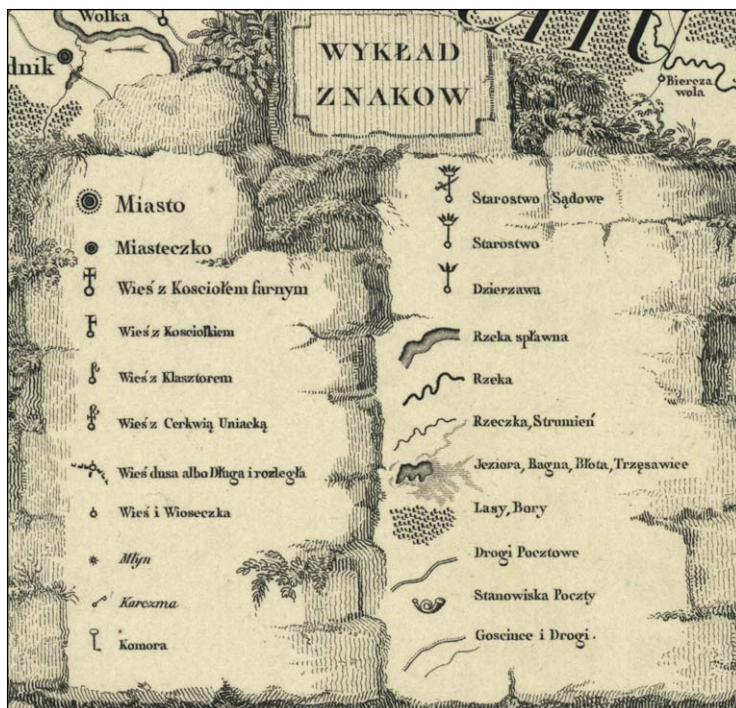 Wolka
dnik
WYKŁAD
ZNAKOW
Biercza
wola
Miasto
Miasteczko
Wieś z Kosciołem farnym
Wieś z Kosciołkiem
Wieś z Klasztorem
Wieś z Cerkwią Uniacką
Wieś dusa albo Długa i rozległa
Wieś i Wioseczka
Młyn
Karczma
Komora
Starostwo Sądowe
Starostwo
Dzierzawa
Rzeka spławna
Rzeka
Rzeczka, Strumień
Jeziora, Bagna, Błota, Trzęsawice
Lasy, Bory
Drogi Pocztowe
Stanowiska Poczty
Goscince i Drogi.